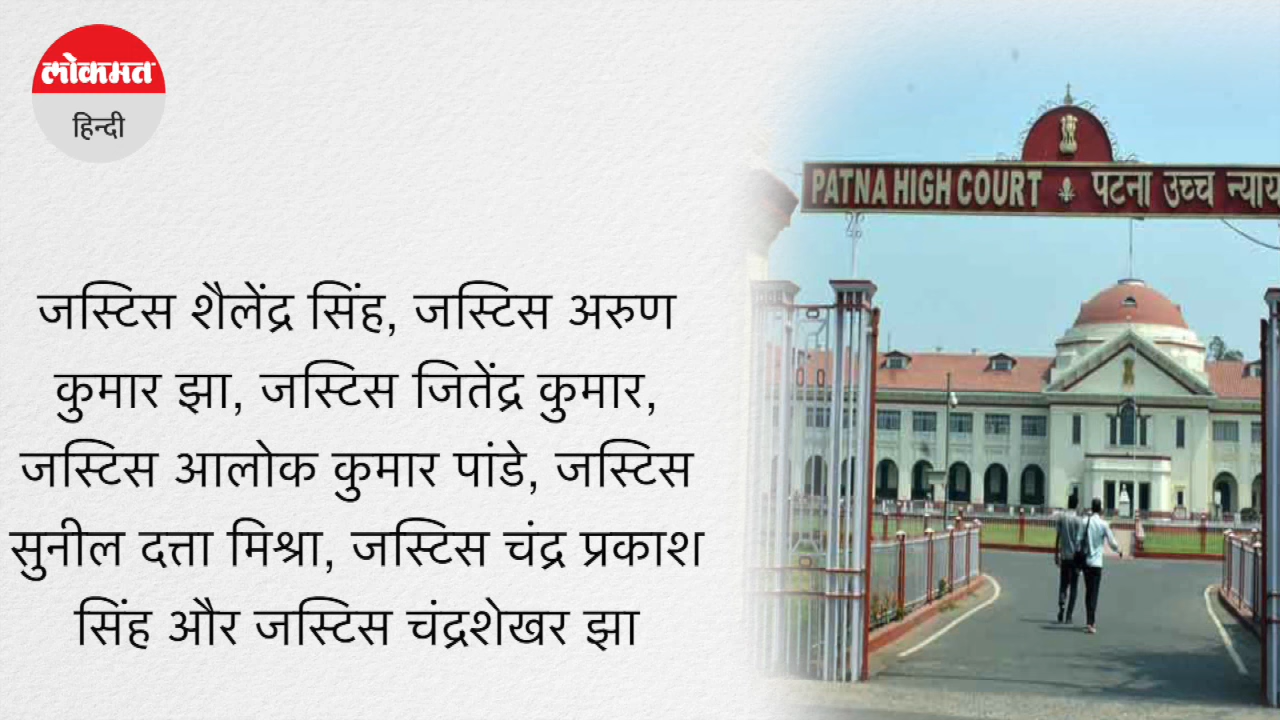 लोकमत
हिन्दी
PATNA HIGH COURT पटना उच्च न्याय
जस्टिस शैलेंद्र सिंह, जस्टिस अरुण
कुमार झा, जस्टिस जितेंद्र कुमार,
जस्टिस आलोक कुमार पांडे, जस्टिस
सुनील दत्ता मिश्रा, जस्टिस चंद्र प्रकाश
सिंह और जस्टिस चंद्रशेखर झा